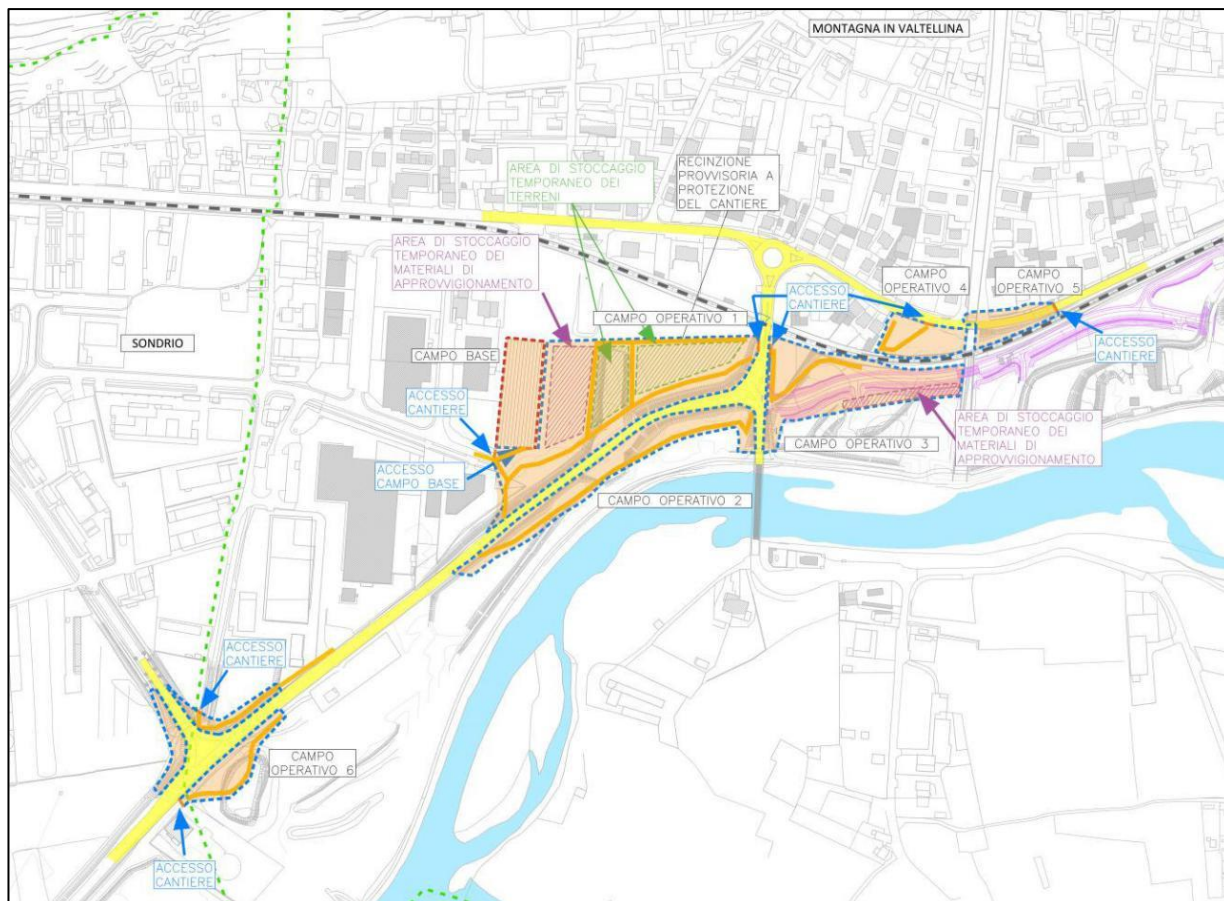 MONTAGNA IN VALTELLINA
AREA DI STOCCAGGIO
TEMPORANEO DEI
TERRENI
RECINZIONE
PROVVISORIA A
PROTEZIONE
DEL CANTIERE
AREA DI STOCCAGGIO
TEMPORANEO DEI
MATERIALI DI
APPROVVIGIONAMENTO
CAMPO
OPERATIVO 4
CAMPO
OPERATIVO 5
ACCESSO
CANTIERE
CAMPO OPERATIVO 1
SONDRIO
CAMPO BASE
ACCESSO
CANTIERE
ACCESSO
CANTIERE
ACCESSO
CAMPO BASE
CAMPO OPERATIVO 3
AREA DI STOCCAGGIO
TEMPORANEO DEI
MATERIALI DI
APPROVVIGIONAMENTO
CAMPO OPERATIVO 2
ACCESSO
CANTIERE
CAMPO
OPERATIVO 6
ACCESSO
CANTIERE